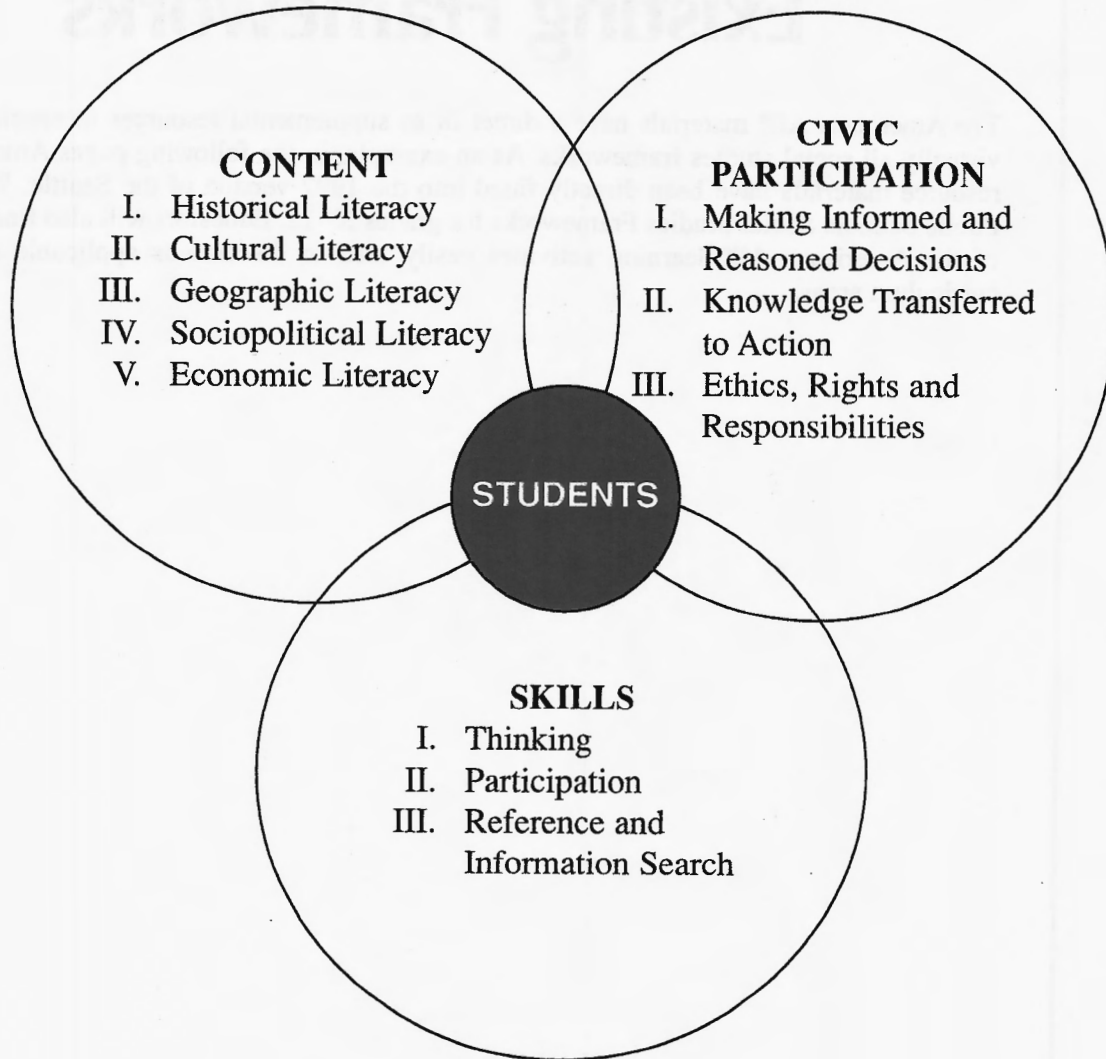 CONTENT
I. Historical Literacy
II. Cultural Literacy
III. Geographic Literacy
IV. Sociopolitical Literacy
V. Economic Literacy
CIVIC
PARTICIPATION
I. Making Informed and
Reasoned Decisions
II. Knowledge Transferred
to Action
III. Ethics, Rights and
Responsibilities
STUDENTS
SKILLS
I. Thinking
II. Participation
III. Reference and
Information Search